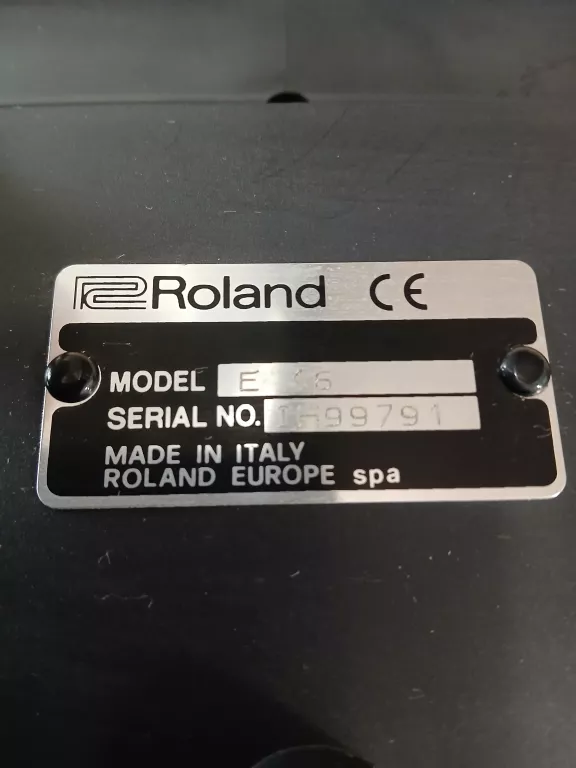 Roland CE
MODEL E
SERIAL NO.
MADE IN ITALY
ROLAND EUROPE spa